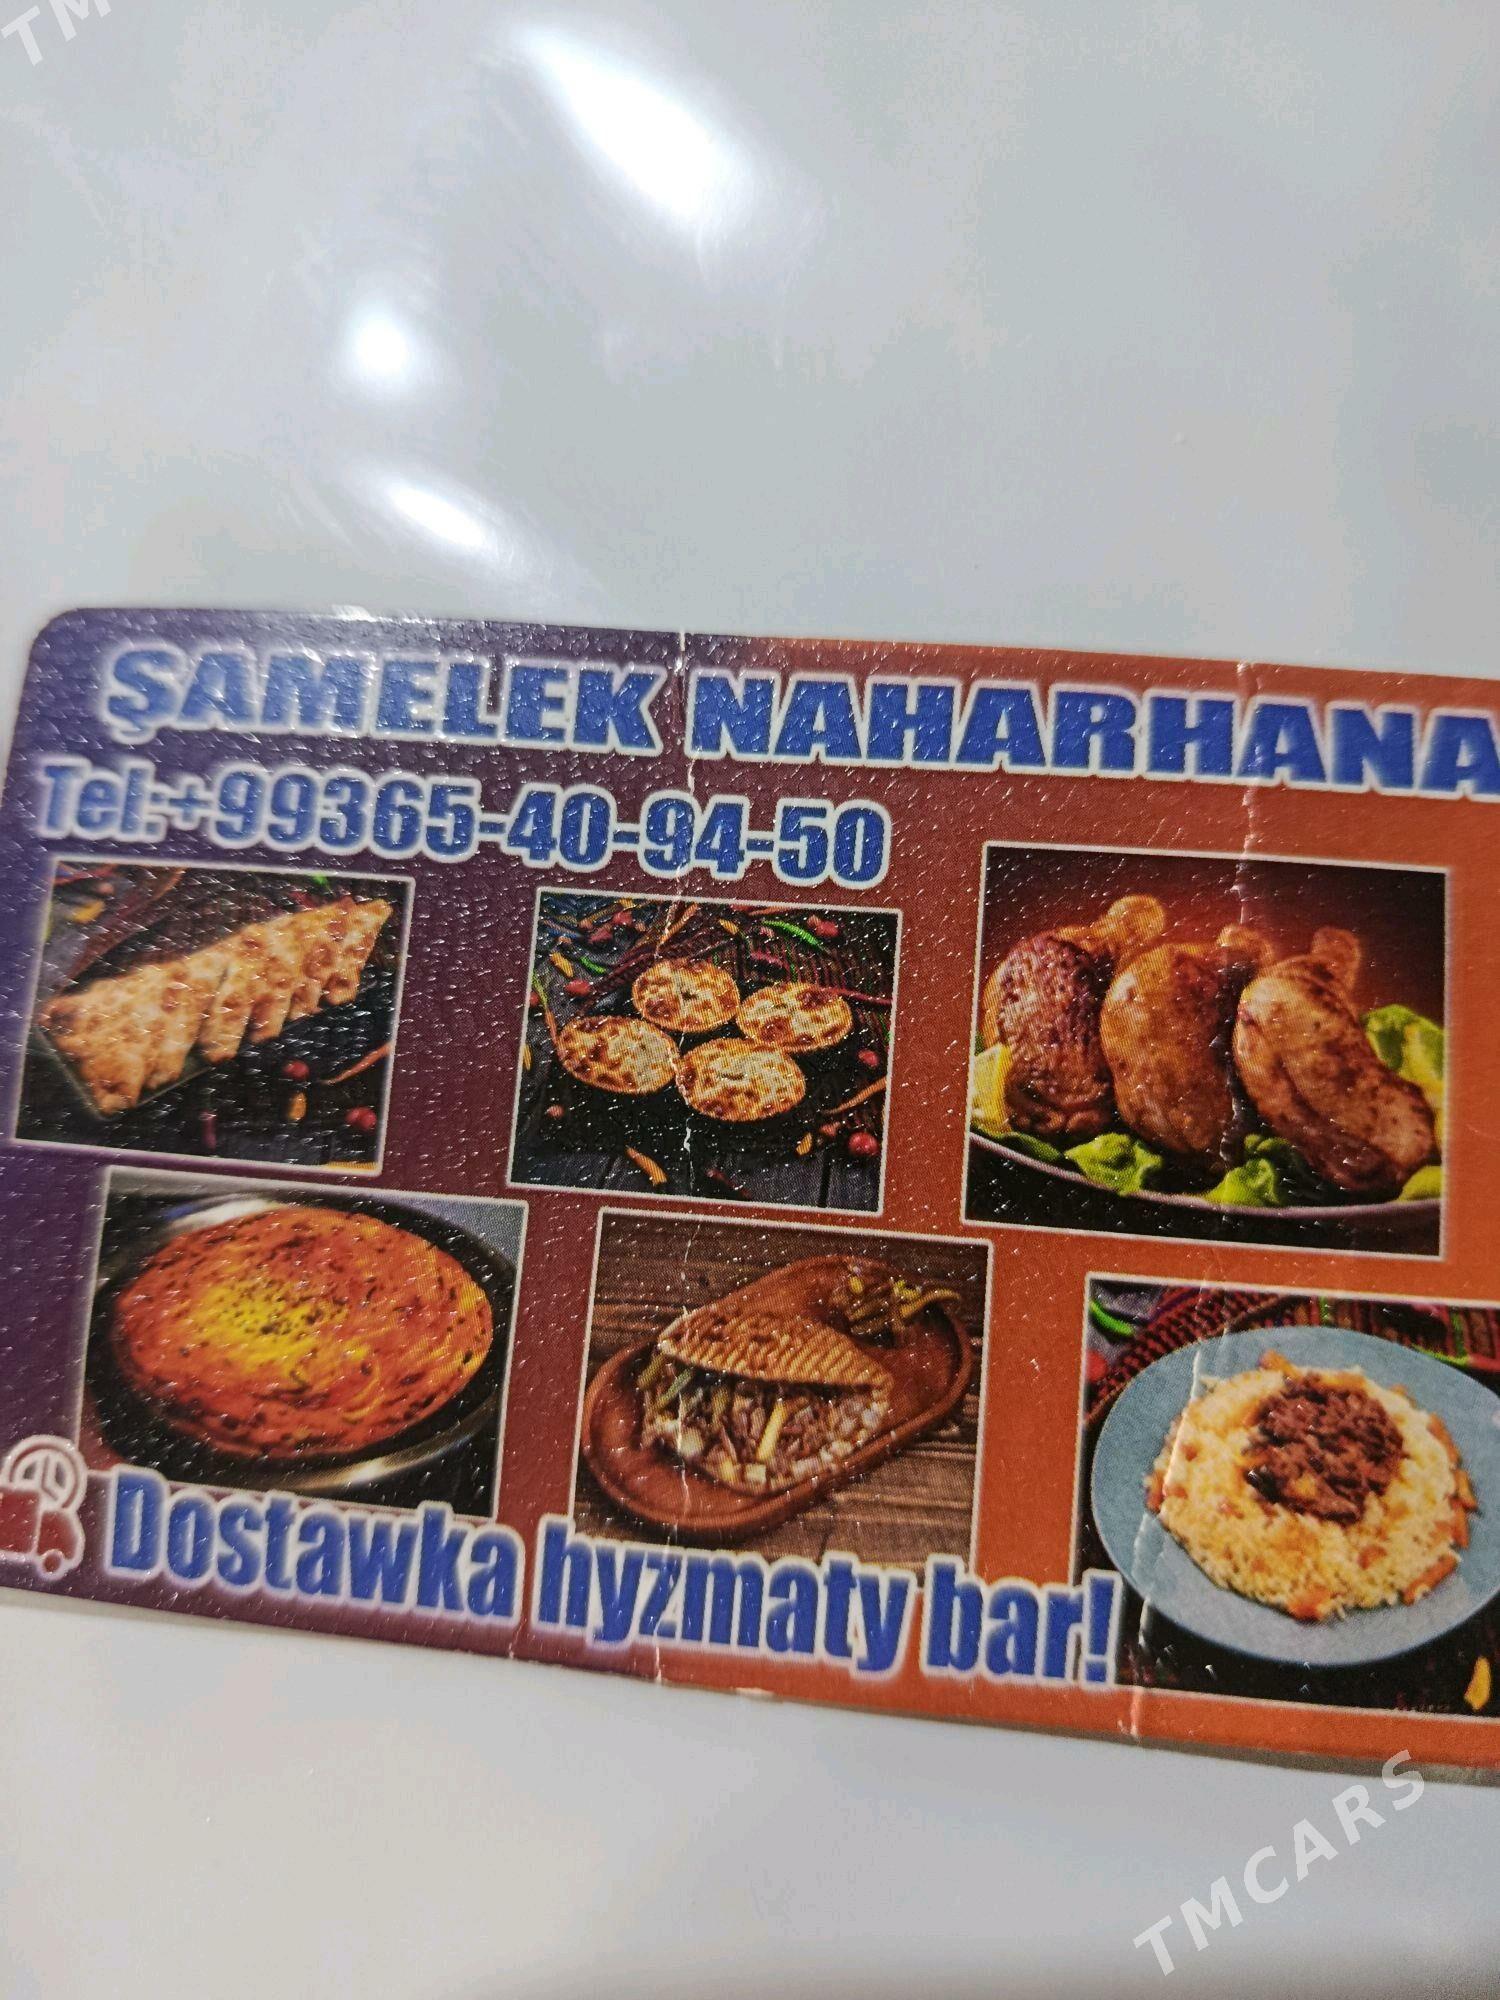 TM
ŞAMELEK NAHARHANA
Tel:+99365-40-94-50
Dostawka hyzmaty bar!
TMCARS